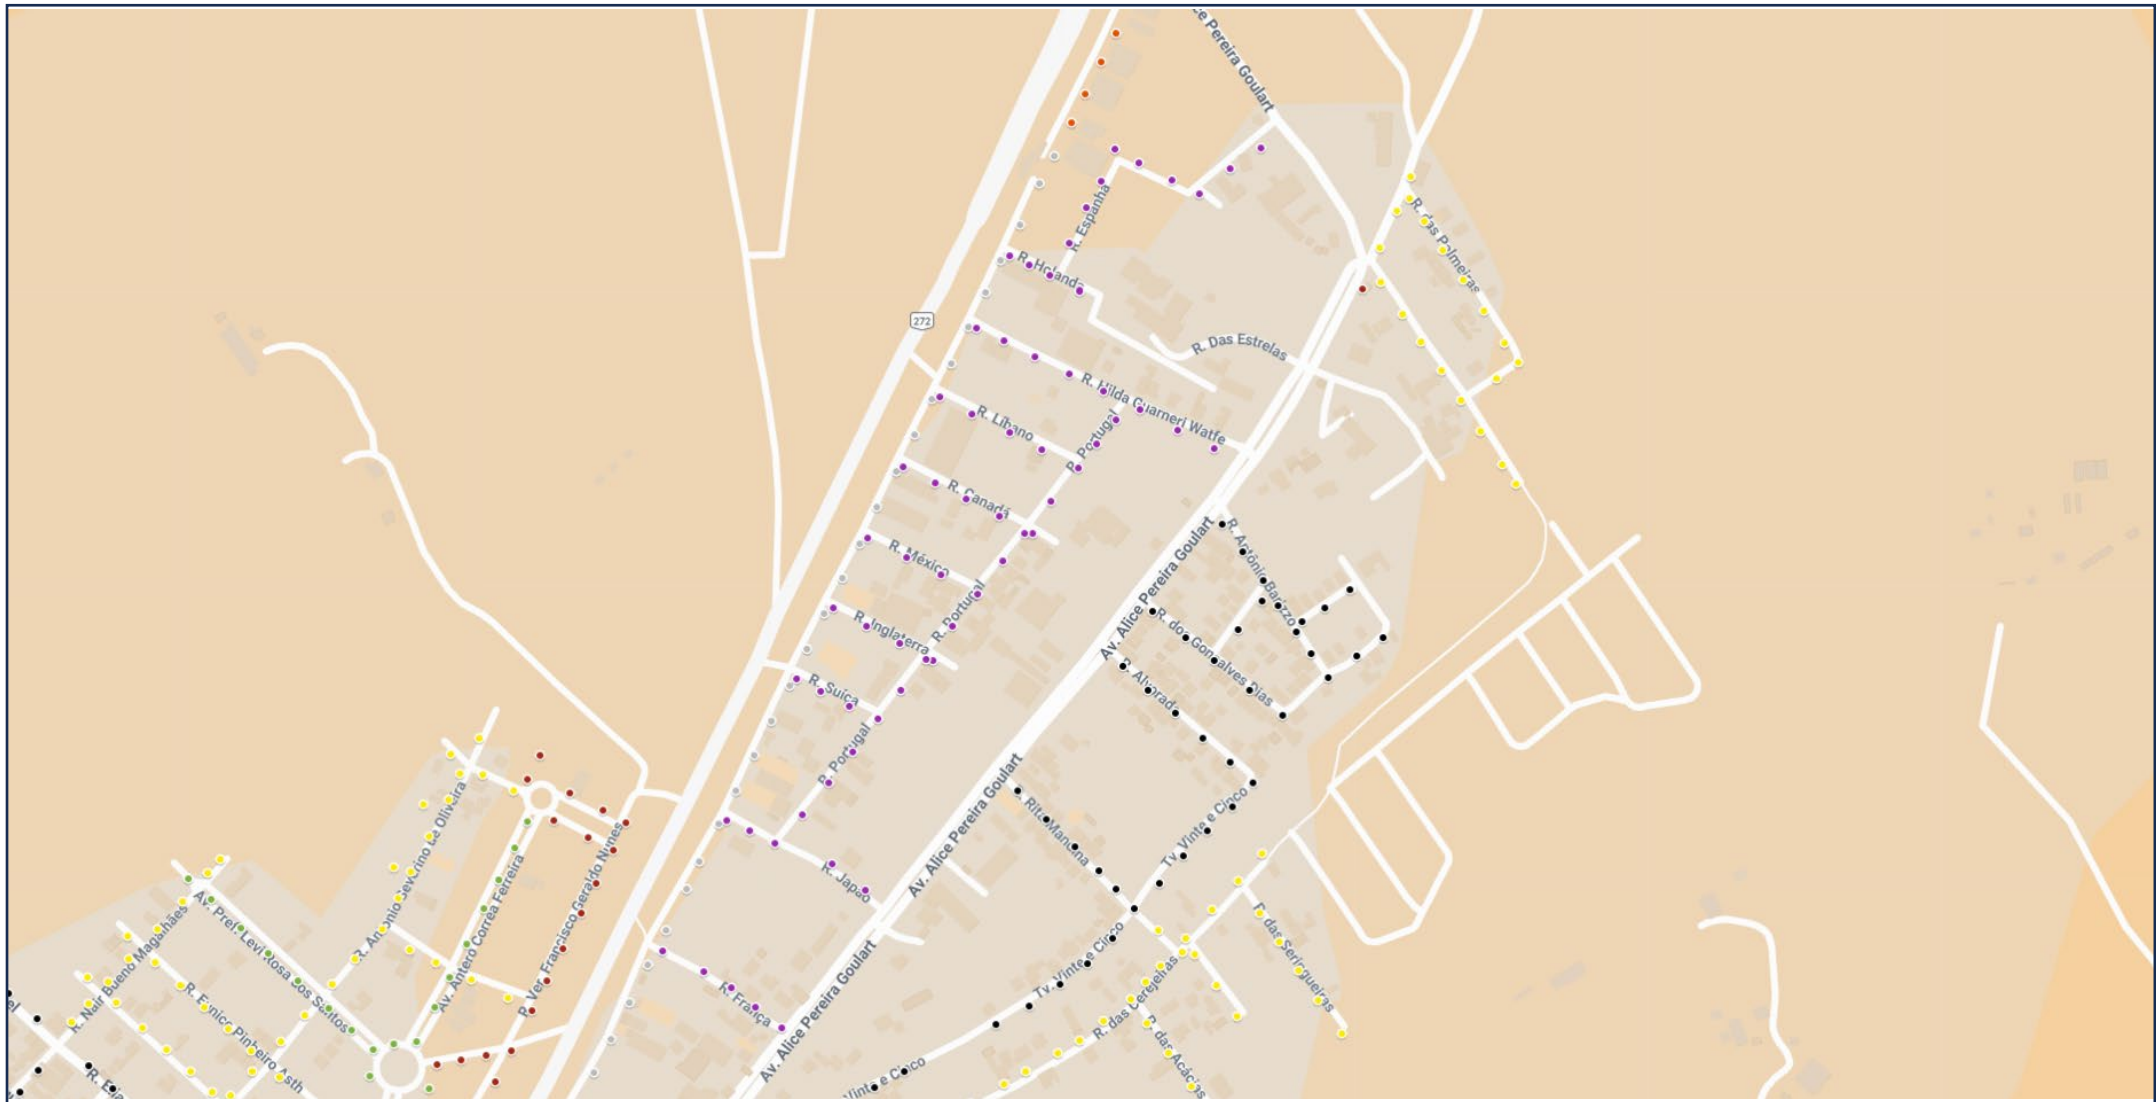 ce Pereira Goulart
R. das Palmeiras
R. Espanha
R. Holanda
272
R. Das Estrelas
R. Hilda Guarneri Watfe
R. Líbano
R. Portugal
R. Canadá
Av. Alice Pereira Goulart
R. Antônio Barizzo
R. México
R. Portugal
R. Inglaterra
R. dos Gonçalves Dias
R. Suíça
R. Alvorada
R. Portugal
Av. Alice Pereira Goulart
R. Rita Mancina
Tv. Vinte e Cinco
R. Antonio Severino de Oliveira
Av. Antero Correa Ferreira
R. Ver. Francisco Geraldo Nunes
R. Japão
Av. Pref. Levi Rosa dos Santos
R. Nair Bueno Magalhães
R. das Seringueiras
Tv. Vinte e Cinco
R. das Cerejeiras
R. França
Av. Alice Pereira Goulart
R. Eunice Pinheiro Asth
R. das Acácias
Vinte e Cinco